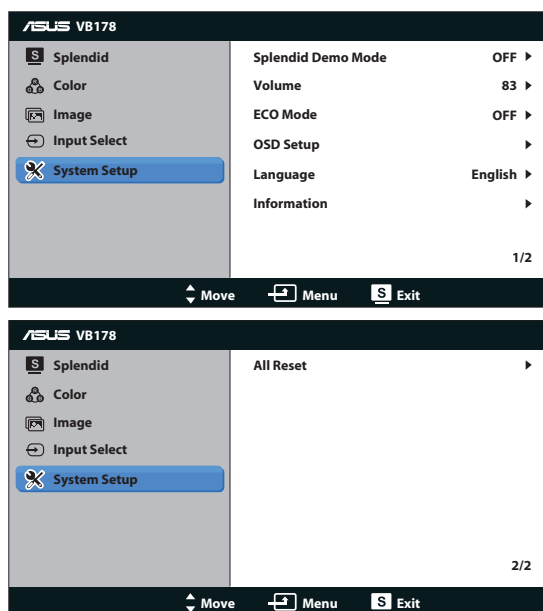 ASUS VB178
S Splendid
Color
Image
Input Select
System Setup
Splendid Demo Mode OFF
Volume 83
ECO Mode OFF
OSD Setup
Language English
Information
1/2
Move Menu S Exit
ASUS VB178
S Splendid
Color
Image
Input Select
System Setup
All Reset
2/2
Move Menu S Exit